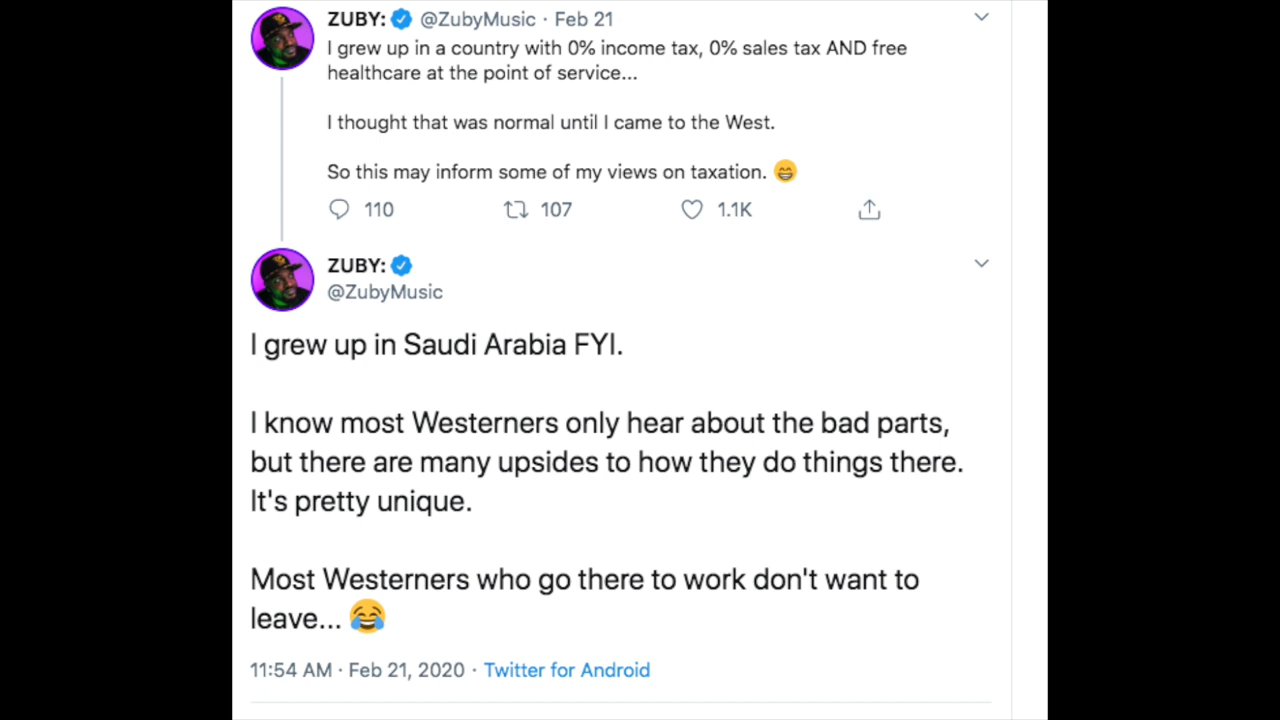 ZUBY: @ZubyMusic · Feb 21
I grew up in a country with 0% income tax, 0% sales tax AND free
healthcare at the point of service...
I thought that was normal until I came to the West.
So this may inform some of my views on taxation. 😁
110 107 1.1K
ZUBY:
@ZubyMusic
I grew up in Saudi Arabia FYI.
I know most Westerners only hear about the bad parts,
but there are many upsides to how they do things there.
It's pretty unique.
Most Westerners who go there to work don't want to
leave... 😂
11:54 AM · Feb 21, 2020 · Twitter for Android